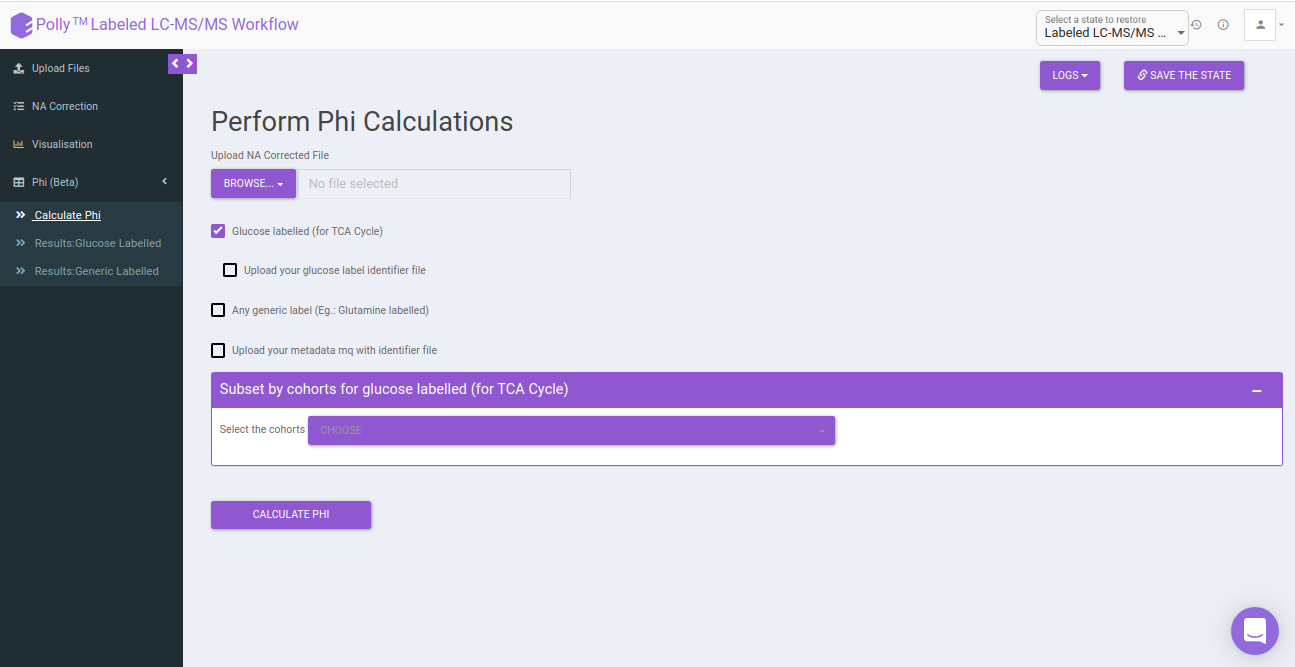 Polly™ Labeled LC-MS/MS Workflow
Select a state to restore
Labeled LC-MS/MS ...
Upload Files
NA Correction
Visualisation
Phi (Beta)
Calculate Phi
Results:Glucose Labelled
Results:Generic Labelled
LOGS
SAVE THE STATE
Perform Phi Calculations
Upload NA Corrected File
BROWSE...
No file selected
Glucose labelled (for TCA Cycle)
Upload your glucose label identifier file
Any generic label (Eg.: Glutamine labelled)
Upload your metadata mq with identifier file
Subset by cohorts for glucose labelled (for TCA Cycle)
Select the cohorts
CHOOSE
CALCULATE PHI